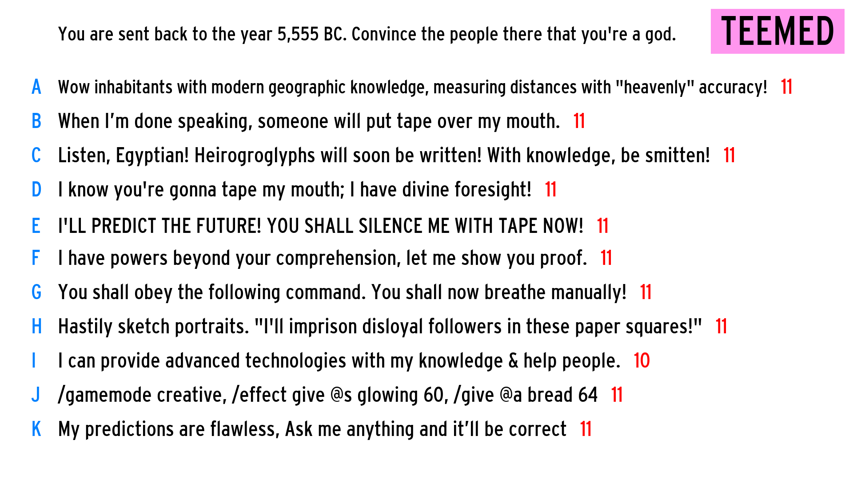 You are sent back to the year 5,555 BC. Convince the people there that you're a god.
TEEMED
A Wow inhabitants with modern geographic knowledge, measuring distances with "heavenly" accuracy! 11
B When I'm done speaking, someone will put tape over my mouth. 11
C Listen, Egyptian! Heirogroglyphs will soon be written! With knowledge, be smitten! 11
D I know you're gonna tape my mouth; I have divine foresight! 11
E I'LL PREDICT THE FUTURE! YOU SHALL SILENCE ME WITH TAPE NOW! 11
F I have powers beyond your comprehension, let me show you proof. 11
G You shall obey the following command. You shall now breathe manually! 11
H Hastily sketch portraits. "I'll imprison disloyal followers in these paper squares!" 11
I I can provide advanced technologies with my knowledge & help people. 10
J /gamemode creative, /effect give @s glowing 60, /give @a bread 64 11
K My predictions are flawless, Ask me anything and it'll be correct 11